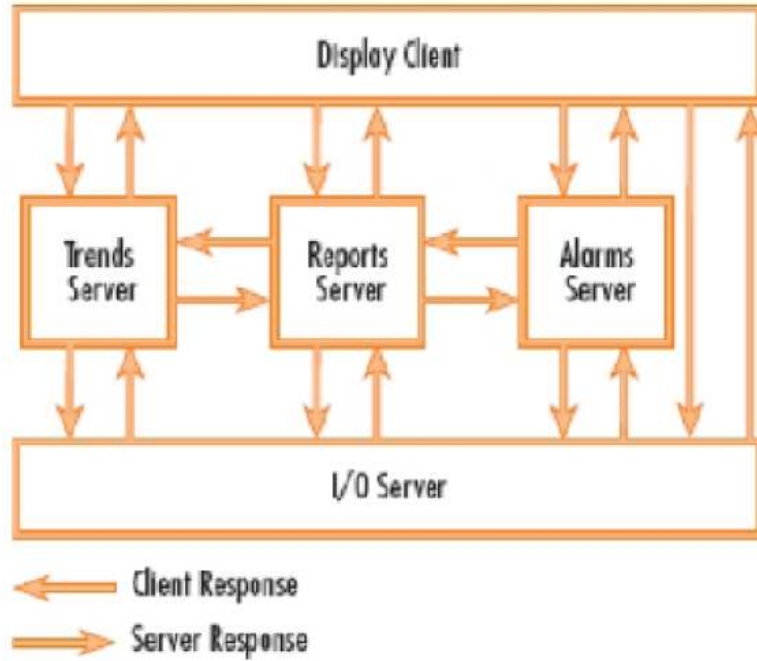 Display Client
Trends
Server
Reports
Server
Alarms
Server
I/O Server
Client Response
Server Response